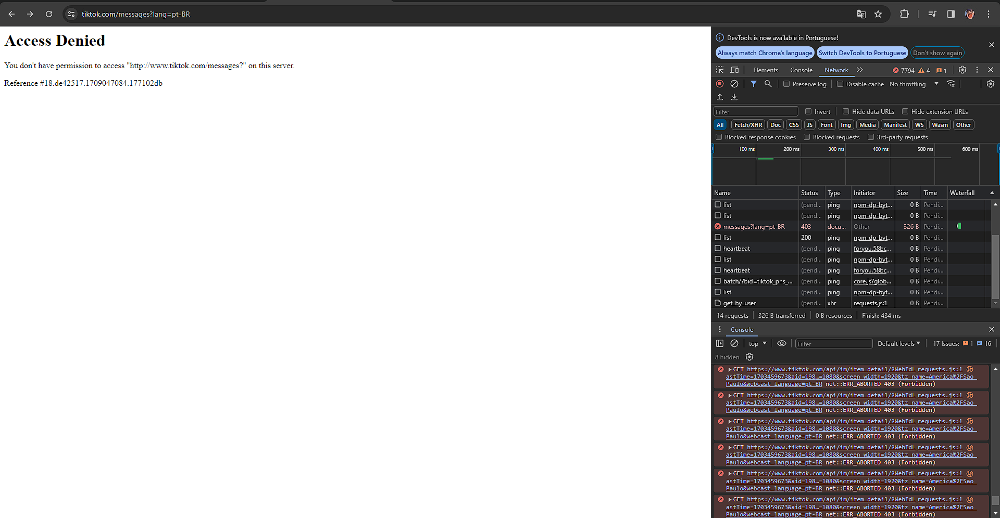 tiktok.com/messages?lang=pt-BR
Access Denied
You don't have permission to access "http://www.tiktok.com/messages?" on this server.
Reference #18.de42517.1709047084.177102db
DevTools is now available in Portuguese!
Always match Chrome's language Switch DevTools to Portuguese Don't show again
Elements Console Network 7794 4 1
Preserve log Disable cache No throttling
Filter Invert Hide data URLs Hide extension URLs
All Fetch/XHR Doc CSS JS Font Img Media Manifest WS Wasm Other
Blocked response cookies Blocked requests 3rd-party requests
100 ms 200 ms 300 ms 400 ms 500 ms 600 ms
Name Status Type Initiator Size Time Waterfall
list (pend... ping npm-dp-byt... 0 B Pendi...
list (pend... ping npm-dp-byt... 0 B Pendi...
messages?lang=pt-BR 403 docu... Other 326 B Pendi...
list 200 ping npm-dp-byt... 0 B Pendi...
heartbeat (pend... ping foryou.58bc... 0 B Pendi...
list (pend... ping npm-dp-byt... 0 B Pendi...
heartbeat (pend... ping foryou.58bc... 0 B Pendi...
batch/?bid=tiktok_pns_... (pend... ping core.js?glob... 0 B Pendi...
list (pend... ping npm-dp-byt... 0 B Pendi...
get_by_user (pend... xhr requests.js:1 0 B Pendi...
14 requests 326 B transferred 0 B resources Finish: 434 ms
Console
top Filter Default levels 17 Issues: 1 16
8 hidden
GET https://www.tiktok.com/api/im/item_detail/?WebIdL requests.js:1
astTime=1703459673&aid=198…=1080&screen_width=1920&tz_name=America%2FSao_
Paulo&webcast_language=pt-BR net::ERR_ABORTED 403 (Forbidden)
GET https://www.tiktok.com/api/im/item_detail/?WebIdL requests.js:1
astTime=1703459673&aid=198…=1080&screen_width=1920&tz_name=America%2FSao_
Paulo&webcast_language=pt-BR net::ERR_ABORTED 403 (Forbidden)
GET https://www.tiktok.com/api/im/item_detail/?WebIdL requests.js:1
astTime=1703459673&aid=198…=1080&screen_width=1920&tz_name=America%2FSao_
Paulo&webcast_language=pt-BR net::ERR_ABORTED 403 (Forbidden)
GET https://www.tiktok.com/api/im/item_detail/?WebIdL requests.js:1
astTime=1703459673&aid=198…=1080&screen_width=1920&tz_name=America%2FSao_
Paulo&webcast_language=pt-BR net::ERR_ABORTED 403 (Forbidden)
GET https://www.tiktok.com/api/im/item_detail/?WebIdL requests.js:1
astTime=1703459673&aid=198…=1080&screen_width=1920&tz_name=America%2FSao_
Paulo&webcast_language=pt-BR net::ERR_ABORTED 403 (Forbidden)
GET https://www.tiktok.com/api/im/item_detail/?WebIdL requests.js:1
astTime=1703459673&aid=198…=1080&screen_width=1920&tz_name=America%2FSao_
Paulo&webcast_language=pt-BR net::ERR_ABORTED 403 (Forbidden)